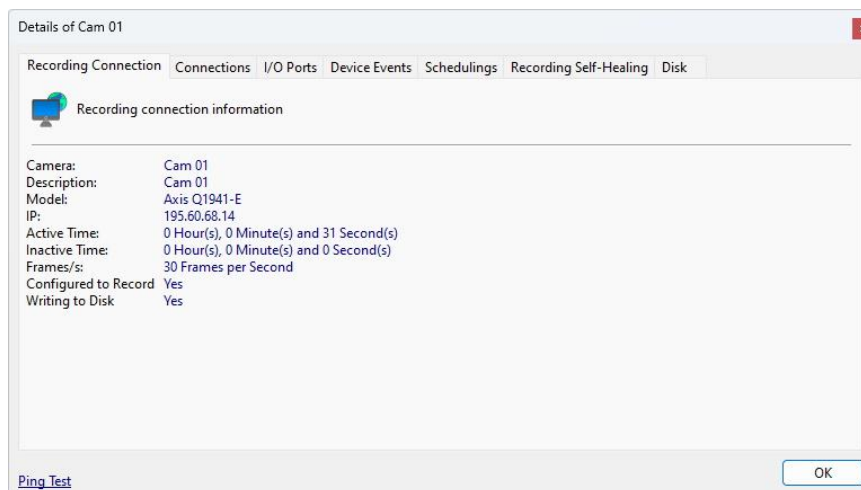 Details of Cam 01
Recording Connection Connections I/O Ports Device Events Schedulings Recording Self-Healing Disk
Recording connection information
Camera: Cam 01
Description: Cam 01
Model: Axis Q1941-E
IP: 195.60.68.14
Active Time: 0 Hour(s), 0 Minute(s) and 31 Second(s)
Inactive Time: 0 Hour(s), 0 Minute(s) and 0 Second(s)
Frames/s: 30 Frames per Second
Configured to Record Yes
Writing to Disk Yes
Ping Test
OK